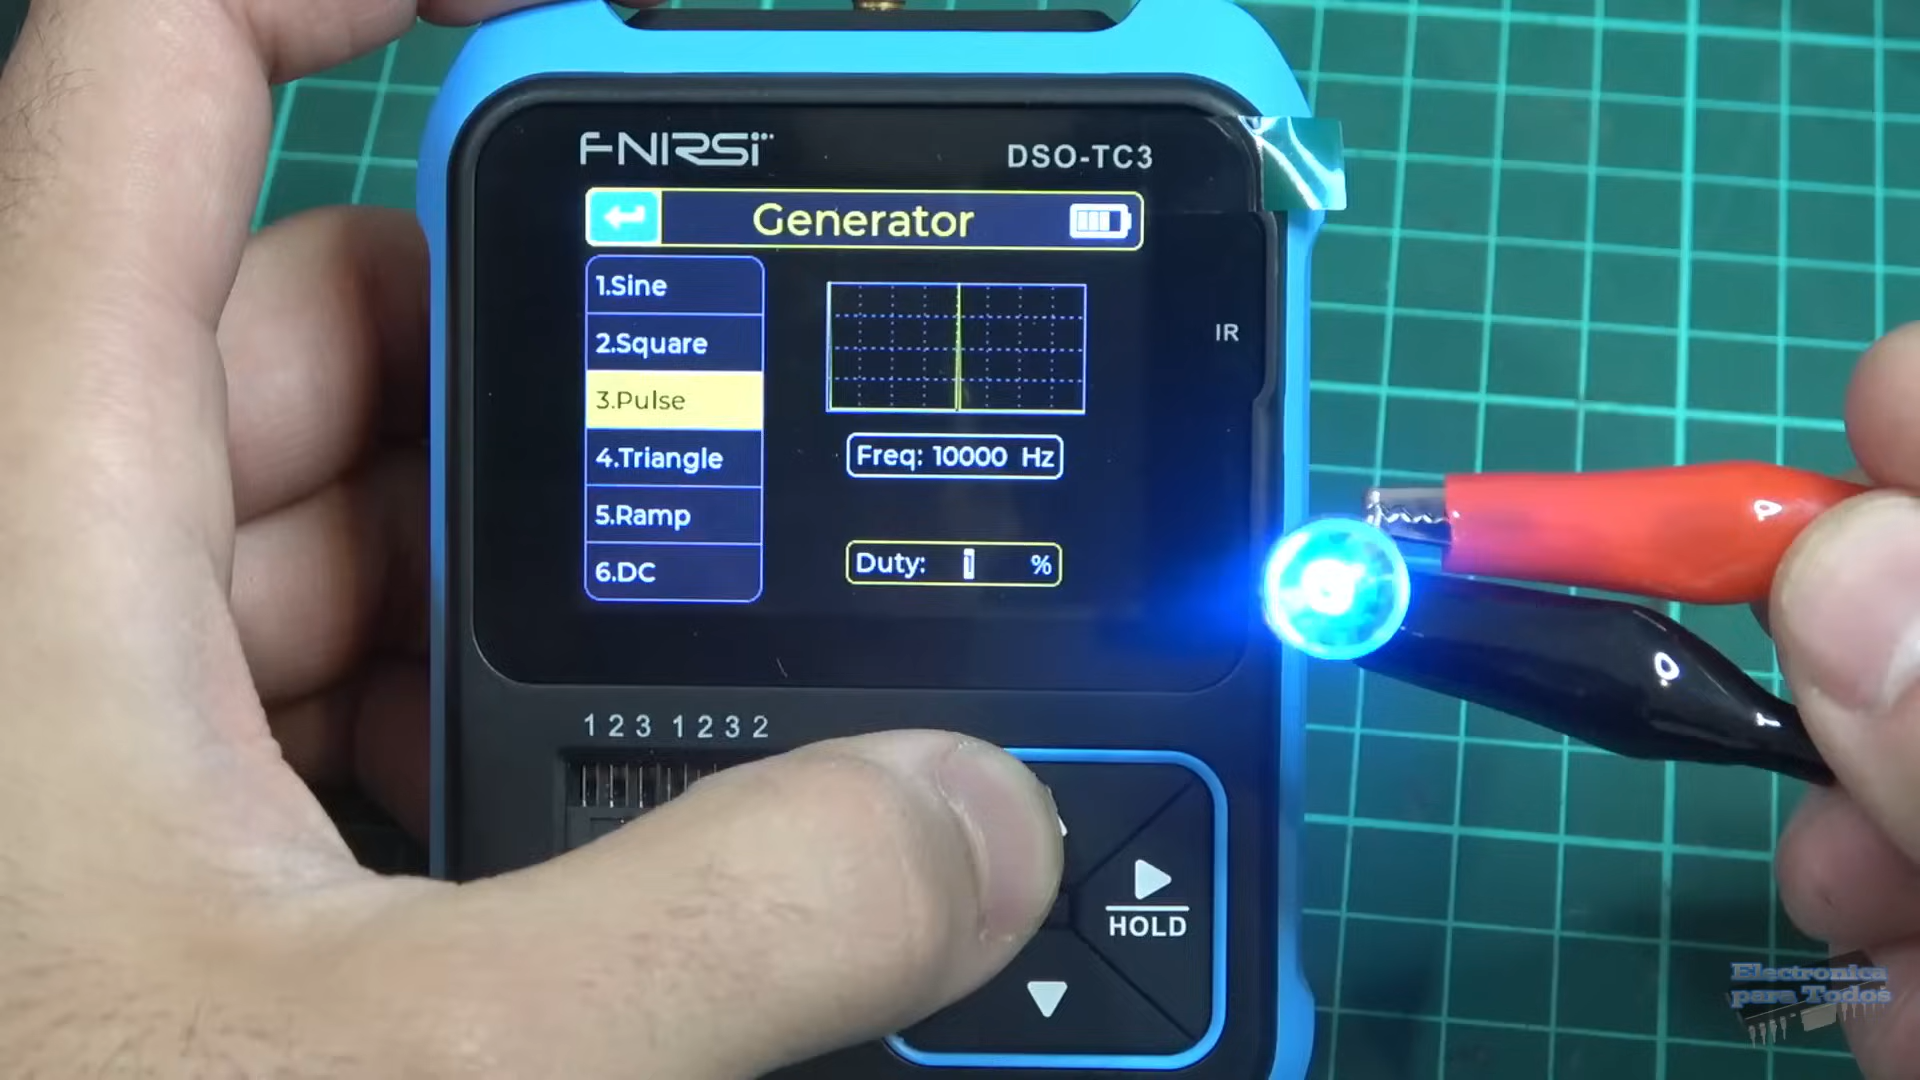 FNIRSI
DSO-TC3
Generator
1.Sine
2.Square
3.Pulse
4.Triangle
5.Ramp
6.DC
Freq: 10000 Hz
Duty: 1 %
IR
1 2 3 1 2 3 2
HOLD
Electronica
para Todos